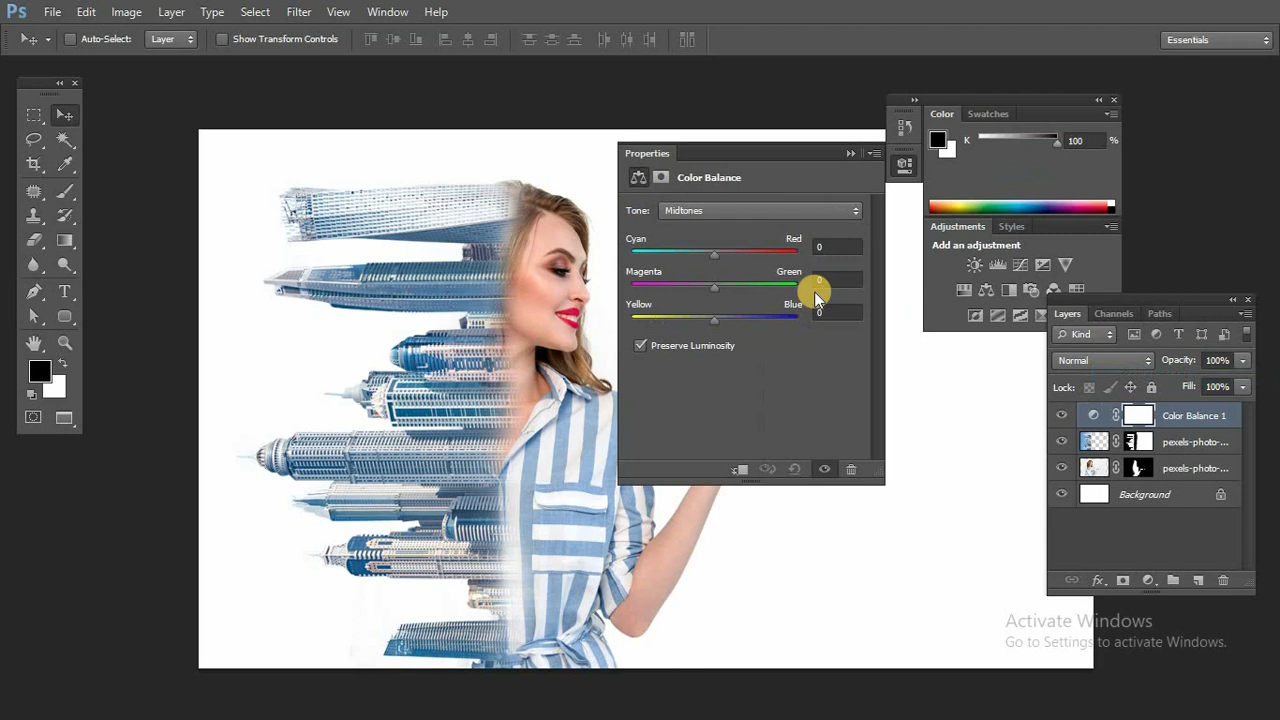 Ps File Edit Image Layer Type Select Filter View Window Help
Auto-Select: Layer Show Transform Controls Essentials
Color Swatches
K 100 %
Properties
Color Balance
Tone: Midtones
Cyan Red 0
Magenta Green 0
Yellow Blue 0
Preserve Luminosity
Adjustments Styles
Add an adjustment
Layers Channels Paths
Kind
Normal Opacity: 100%
Lock: Fill: 100%
Color Balance 1
pexels-photo-...
pexels-photo-...
Background
Activate Windows
Go to Settings to activate Windows.